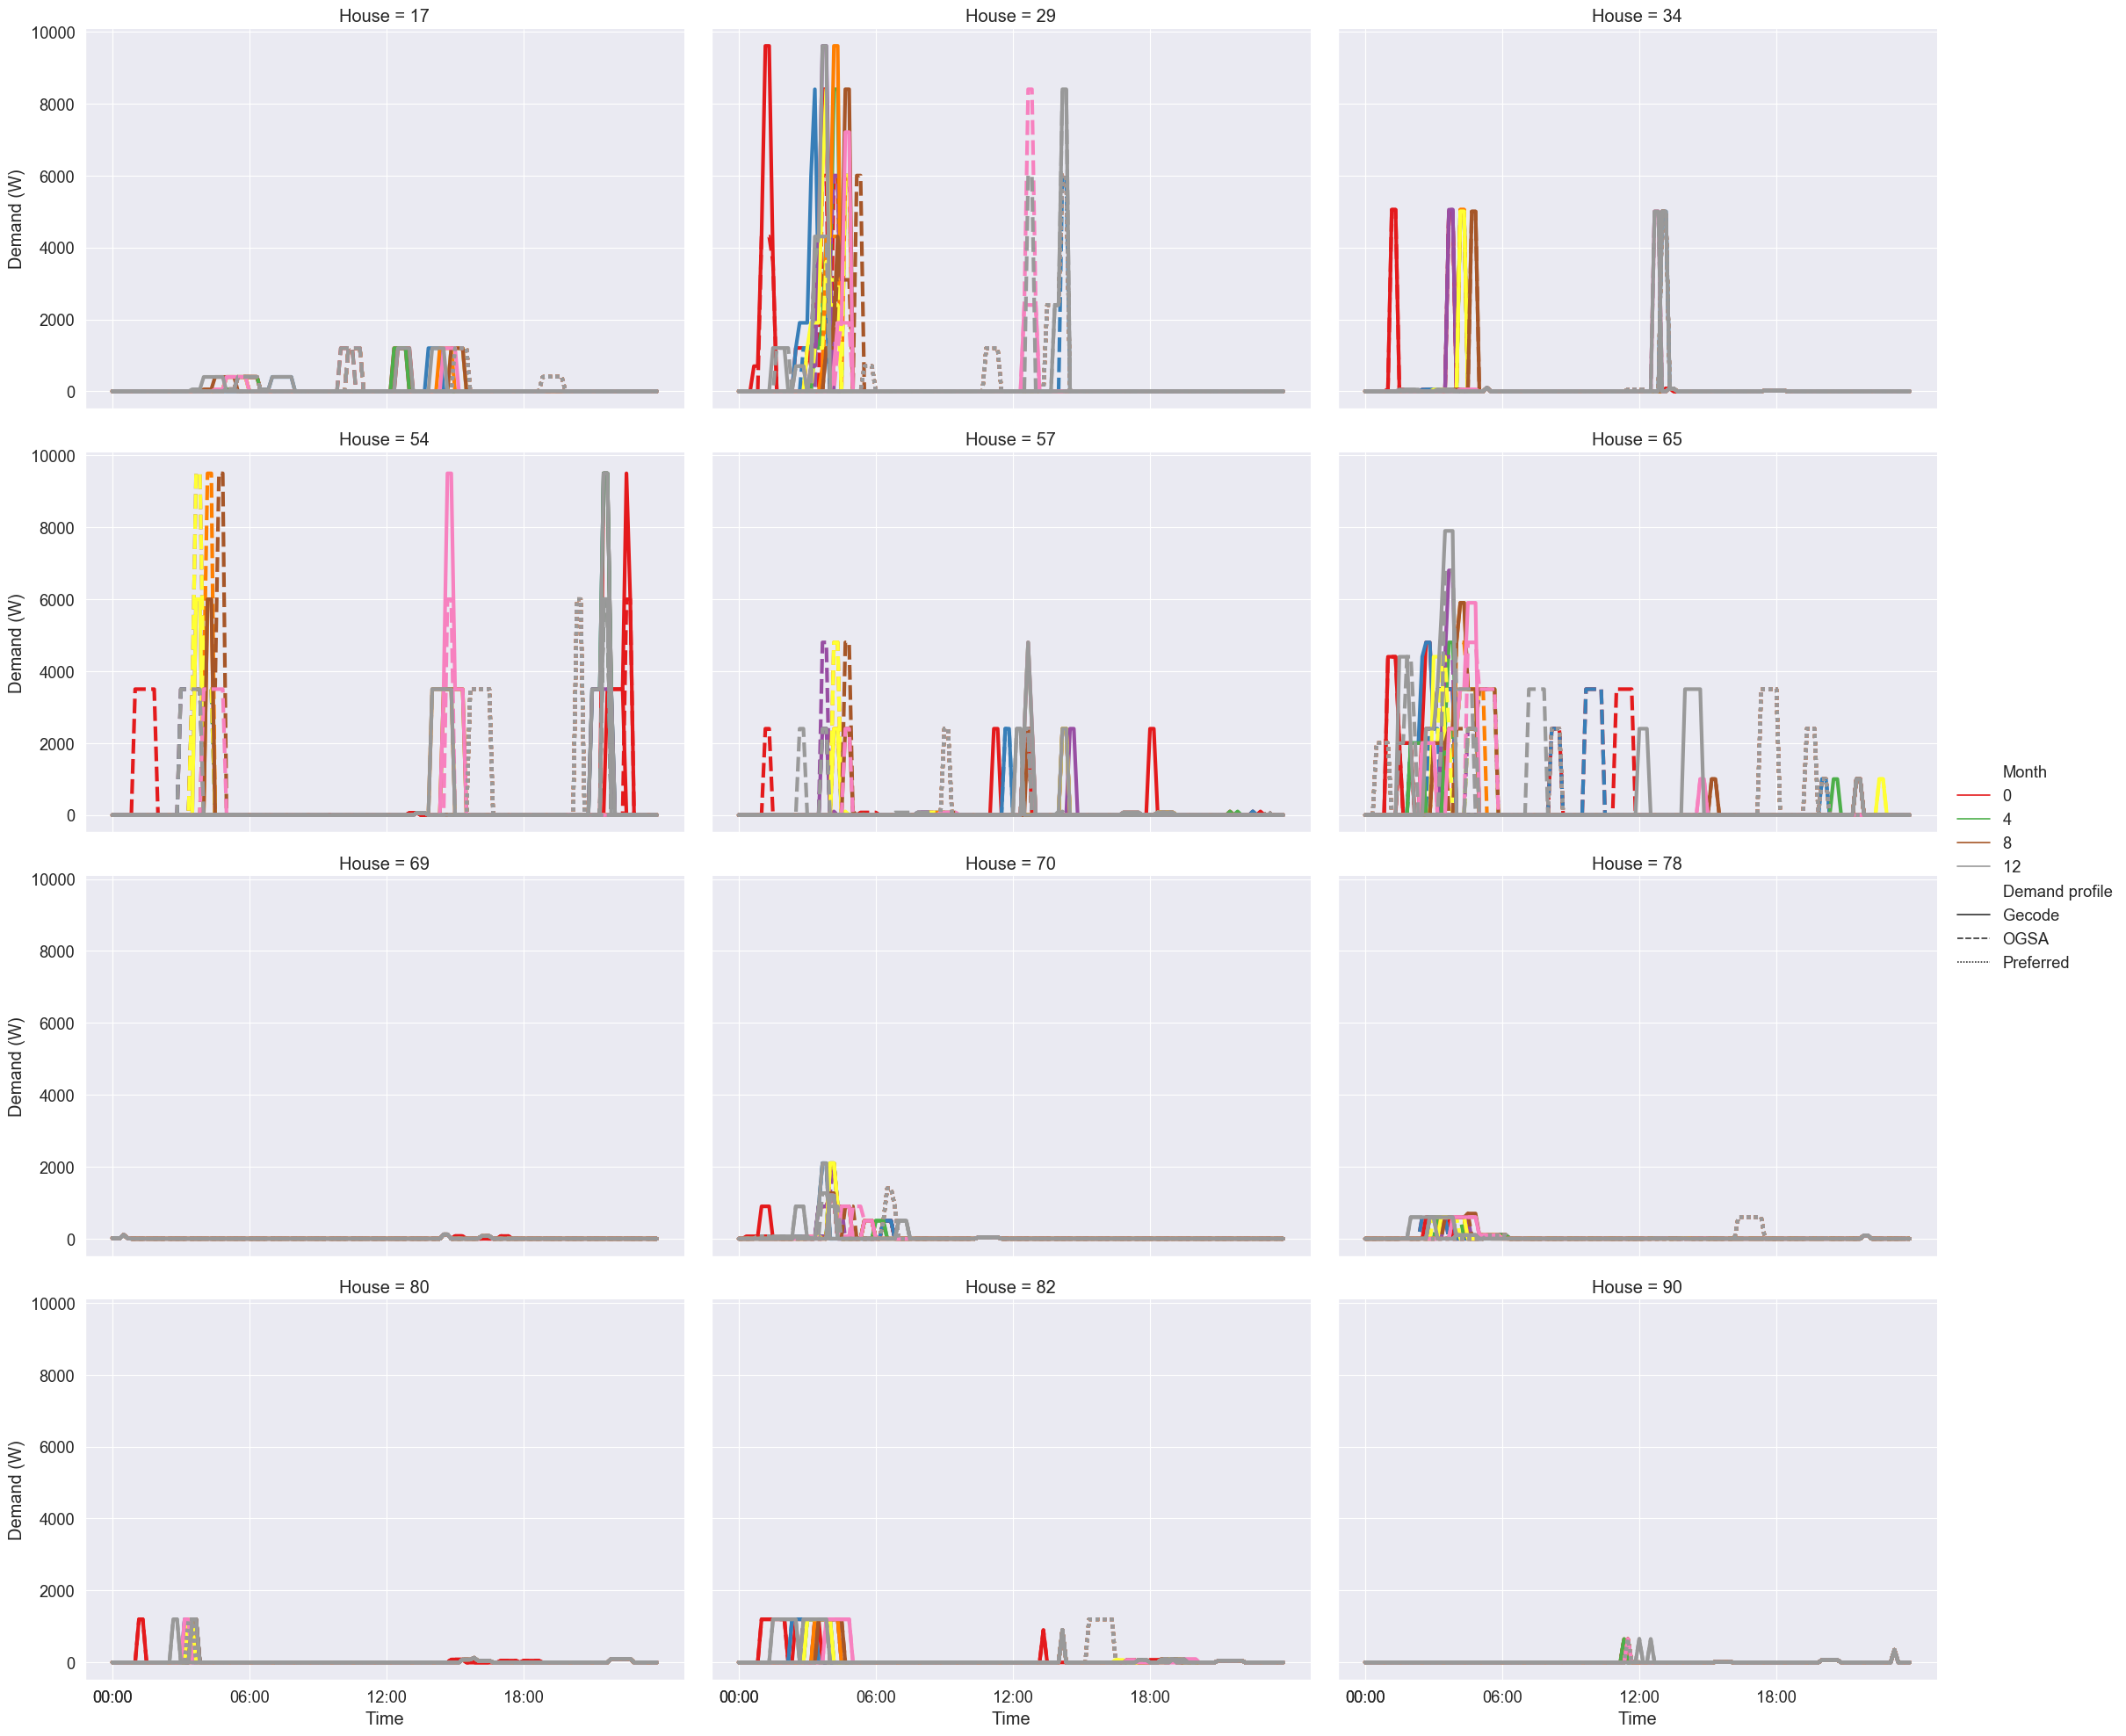 House = 17
House = 29
House = 34
10000
8000
6000
4000
2000
0
Demand (W)
House = 54
House = 57
House = 65
10000
8000
6000
4000
2000
0
Demand (W)
Month
0
4
8
12
Demand profile
Gecode
OGSA
Preferred
House = 69
House = 70
House = 78
10000
8000
6000
4000
2000
0
Demand (W)
House = 80
House = 82
House = 90
10000
8000
6000
4000
2000
0
Demand (W)
00:00 06:00 12:00 18:00
00:00 06:00 12:00 18:00
00:00 06:00 12:00 18:00
Time
Time
Time